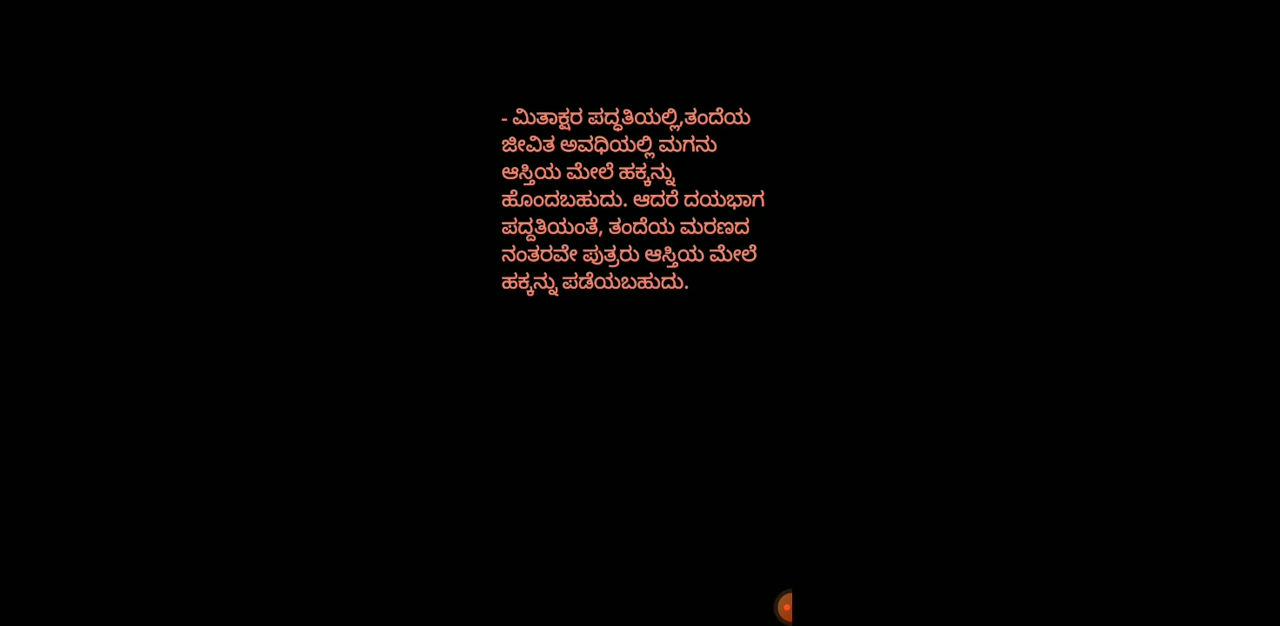 - ಮಿತಾಕ್ಷರ ಪದ್ಧತಿಯಲ್ಲಿ,ತಂದೆಯ
ಜೀವಿತ ಅವಧಿಯಲ್ಲಿ ಮಗನು
ಆಸ್ತಿಯ ಮೇಲೆ ಹಕ್ಕನ್ನು
ಹೊಂದಬಹುದು. ಆದರೆ ದಯಭಾಗ
ಪದ್ದತಿಯಂತೆ, ತಂದೆಯ ಮರಣದ
ನಂತರವೇ ಪುತ್ರರು ಆಸ್ತಿಯ ಮೇಲೆ
ಹಕ್ಕನ್ನು ಪಡೆಯಬಹುದು.